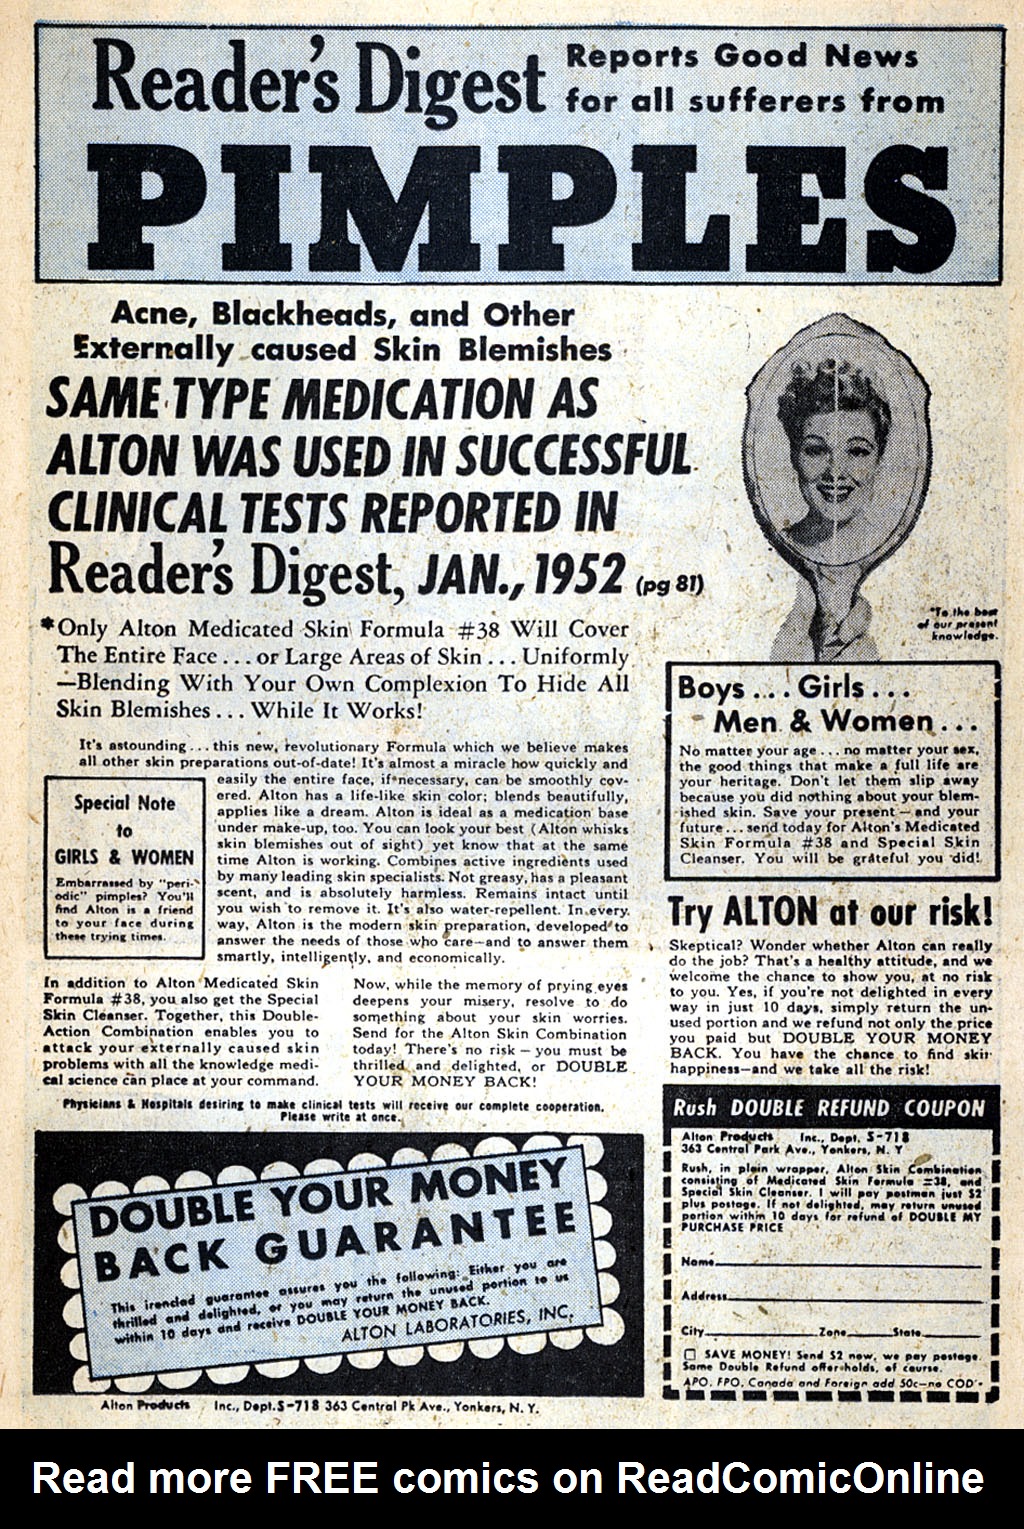 Reader's Digest
Reports Good News
for all sufferers from
PIMPLES
Acne, Blackheads, and Other
Externally caused Skin Blemishes
SAME TYPE MEDICATION AS
ALTON WAS USED IN SUCCESSFUL
CLINICAL TESTS REPORTED IN
Reader's Digest, JAN., 1952 (pg 81)
*Only Alton Medicated Skin Formula #38 Will Cover
The Entire Face . . . or Large Areas of Skin . . . Uniformly
—Blending With Your Own Complexion To Hide All
Skin Blemishes . . . While It Works!
It's astounding . . . this new, revolutionary Formula which we believe makes
all other skin preparations out-of-date! It's almost a miracle how quickly and
easily the entire face, if necessary, can be smoothly cov-
ered. Alton has a life-like skin color; blends beautifully,
applies like a dream. Alton is ideal as a medication base
under make-up, too. You can look your best (Alton whisks
skin blemishes out of sight) yet know that at the same
time Alton is working. Combines active ingredients used
by many leading skin specialists. Not greasy, has a pleasant
scent, and is absolutely harmless. Remains intact until
you wish to remove it. It's also water-repellent. In every
way, Alton is the modern skin preparation, developed to
answer the needs of those who care—and to answer them
smartly, intelligently, and economically.
Special Note
to
GIRLS & WOMEN
Embarrassed by "peri-
odic" pimples? You'll
find Alton is a friend
to your face during
these trying times.
In addition to Alton Medicated Skin
Formula #38, you also get the Special
Skin Cleanser. Together, this Double-
Action Combination enables you to
attack your externally caused skin
problems with all the knowledge medi-
cal science can place at your command.
Now, while the memory of prying eyes
deepens your misery, resolve to do
something about your skin worries.
Send for the Alton Skin Combination
today! There's no risk — you must be
thrilled and delighted, or DOUBLE
YOUR MONEY BACK!
Physicians & Hospitals desiring to make clinical tests will receive our complete cooperation.
Please write at once.
DOUBLE YOUR MONEY
BACK GUARANTEE
This ironclad guarantee assures you the following: Either you are
thrilled and delighted, or you may return the unused portion to us
within 10 days and receive DOUBLE YOUR MONEY BACK.
ALTON LABORATORIES, INC.
Alton Products Inc., Dept. S-718 363 Central Pk Ave., Yonkers, N. Y.
*To the best
of our present
knowledge.
Boys . . . Girls . . .
Men & Women . . .
No matter your age . . . no matter your sex,
the good things that make a full life are
your heritage. Don't let them slip away
because you did nothing about your blem-
ished skin. Save your present — and your
future . . . send today for Alton's Medicated
Skin Formula #38 and Special Skin
Cleanser. You will be grateful you did!
Try ALTON at our risk!
Skeptical? Wonder whether Alton can really
do the job? That's a healthy attitude, and we
welcome the chance to show you, at no risk
to you. Yes, if you're not delighted in every
way in just 10 days, simply return the un-
used portion and we refund not only the price
you paid but DOUBLE YOUR MONEY
BACK. You have the chance to find skin
happiness—and we take all the risk!
Rush DOUBLE REFUND COUPON
Alton Products Inc., Dept. S-718
363 Central Park Ave., Yonkers, N. Y
Rush, in plain wrapper, Alton Skin Combination
consisting of Medicated Skin Formula #38, and
Special Skin Cleanser. I will pay postman just $2
plus postage. If not delighted, may return unused
portion within 10 days for refund of DOUBLE MY
PURCHASE PRICE
Name
Address
City Zone State
SAVE MONEY! Send $2 now, we pay postage.
Same Double Refund offer holds, of course.
APO, FPO, Canada and Foreign add 50c—no COD's
Read more FREE comics on ReadComicOnline